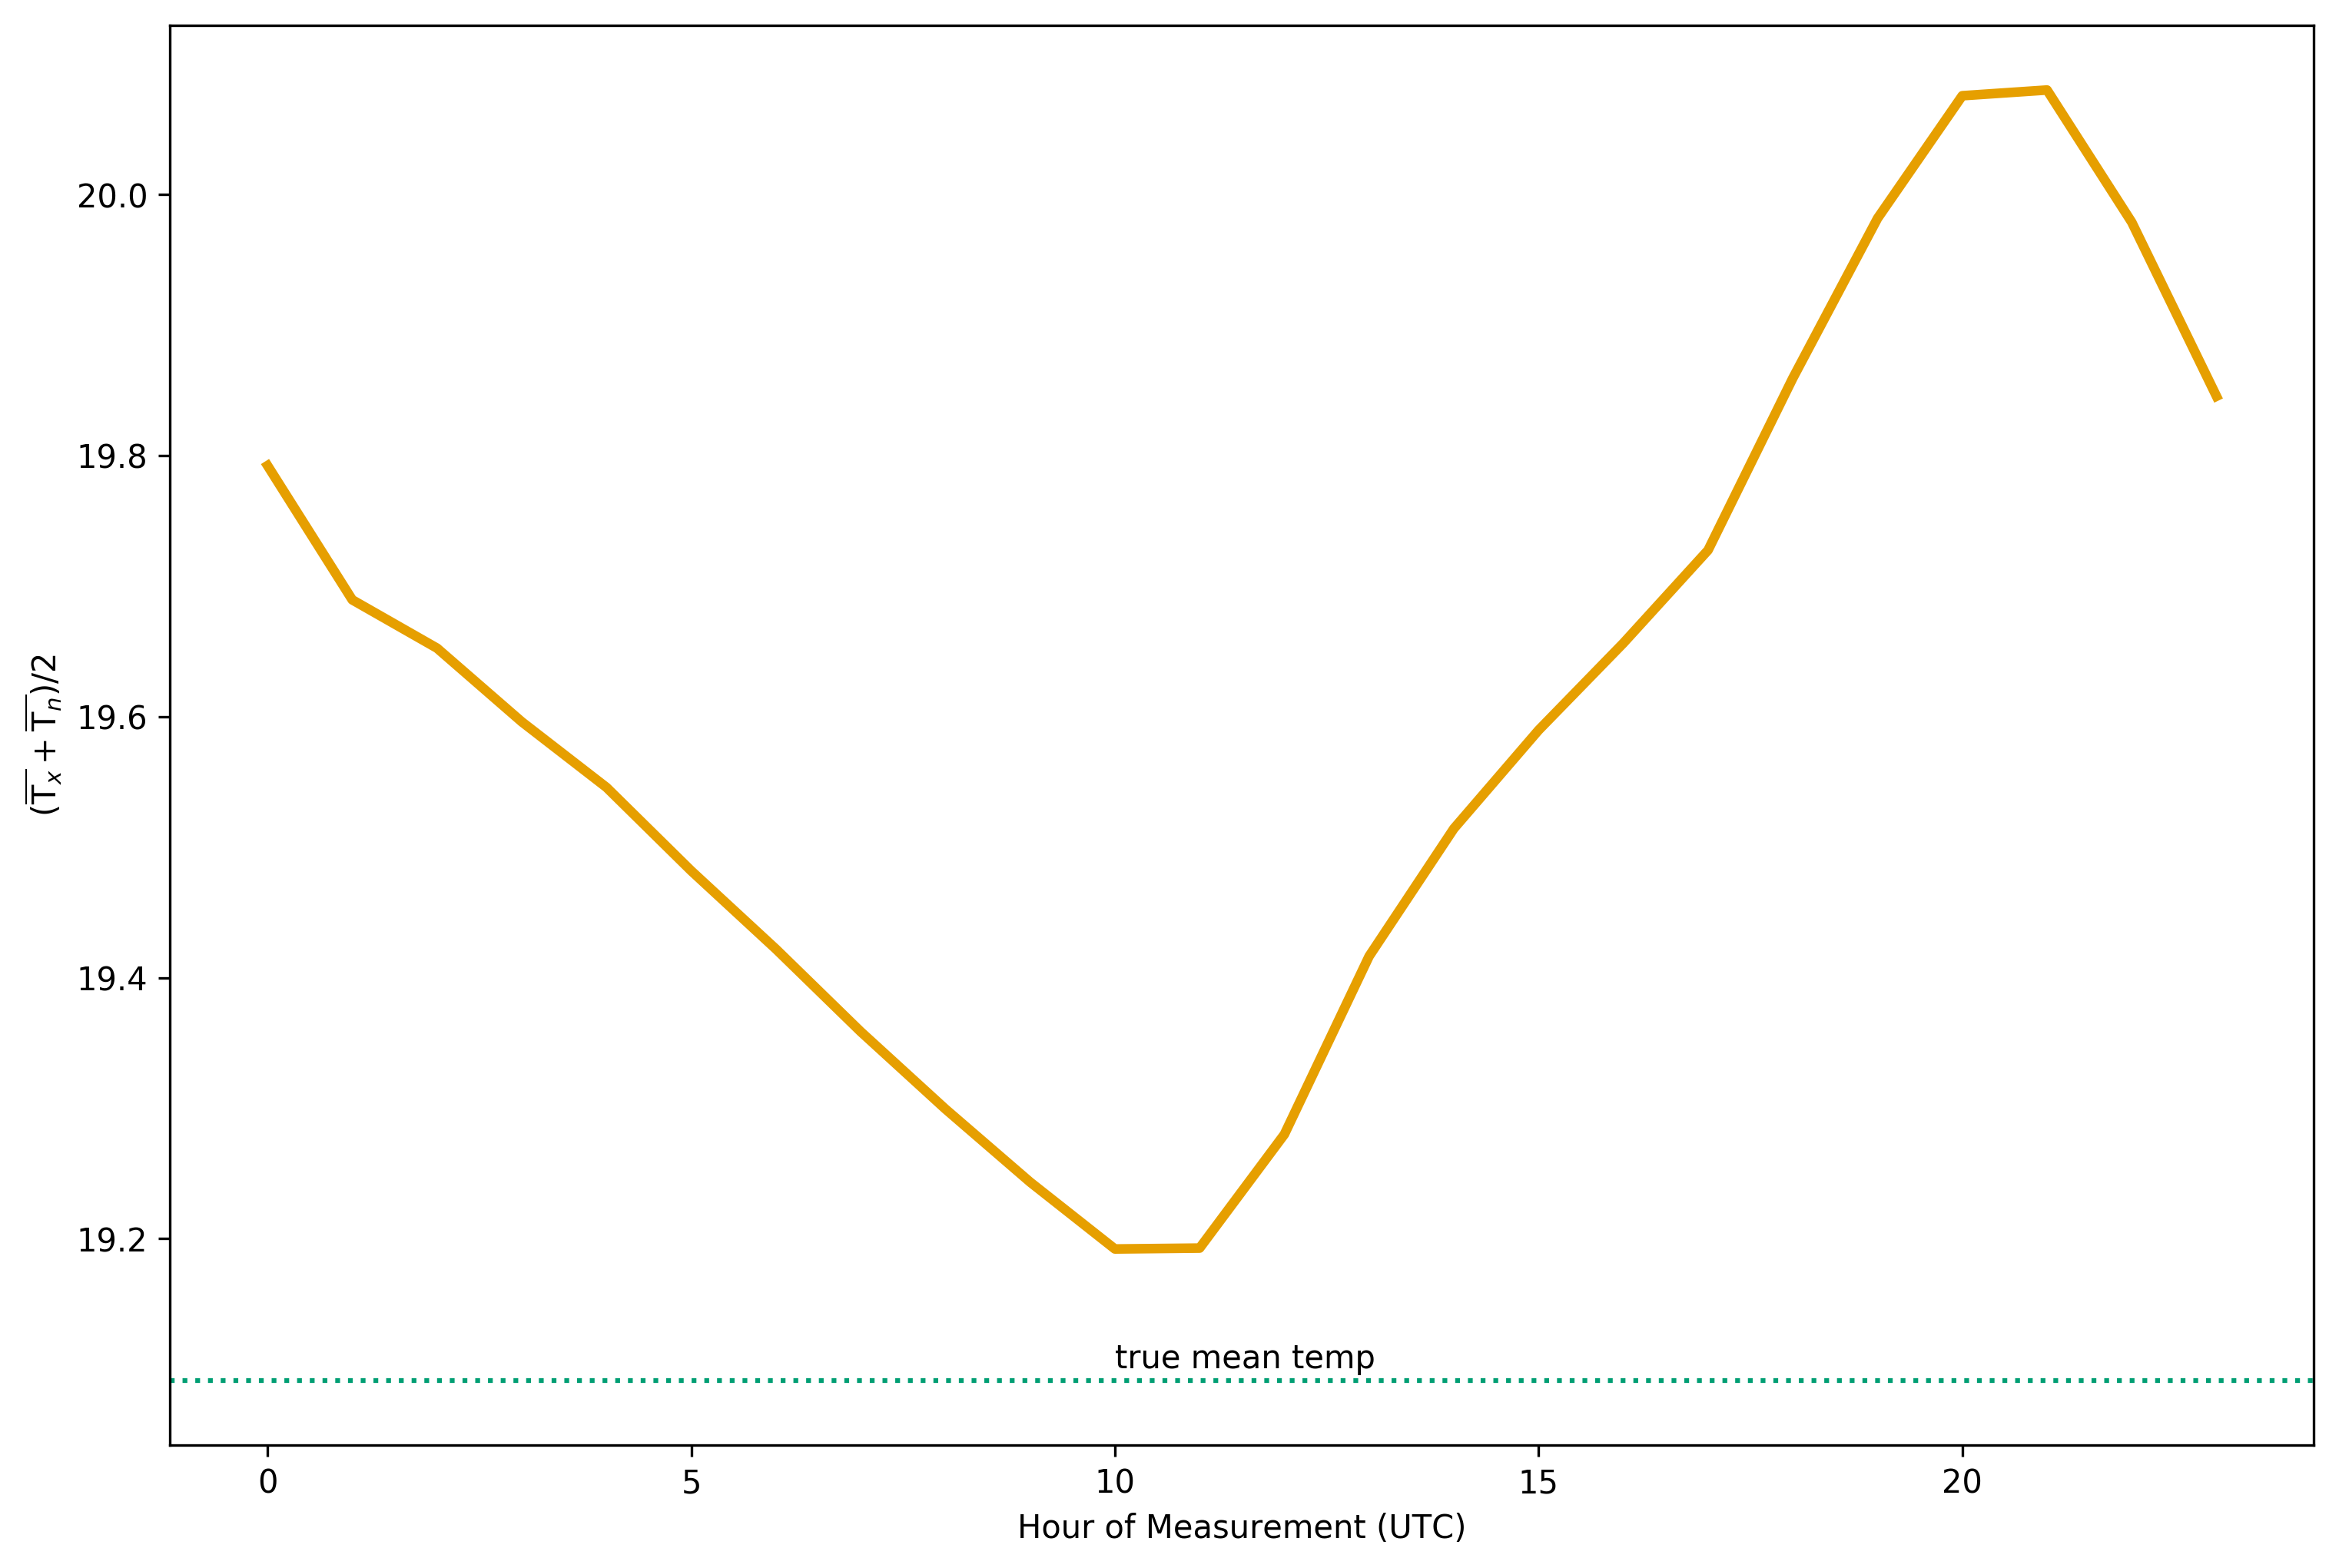 20.0
19.8
19.6
19.4
19.2
(T̅ₓ + T̅ₙ)/2
true mean temp
0 5 10 15 20
Hour of Measurement (UTC)